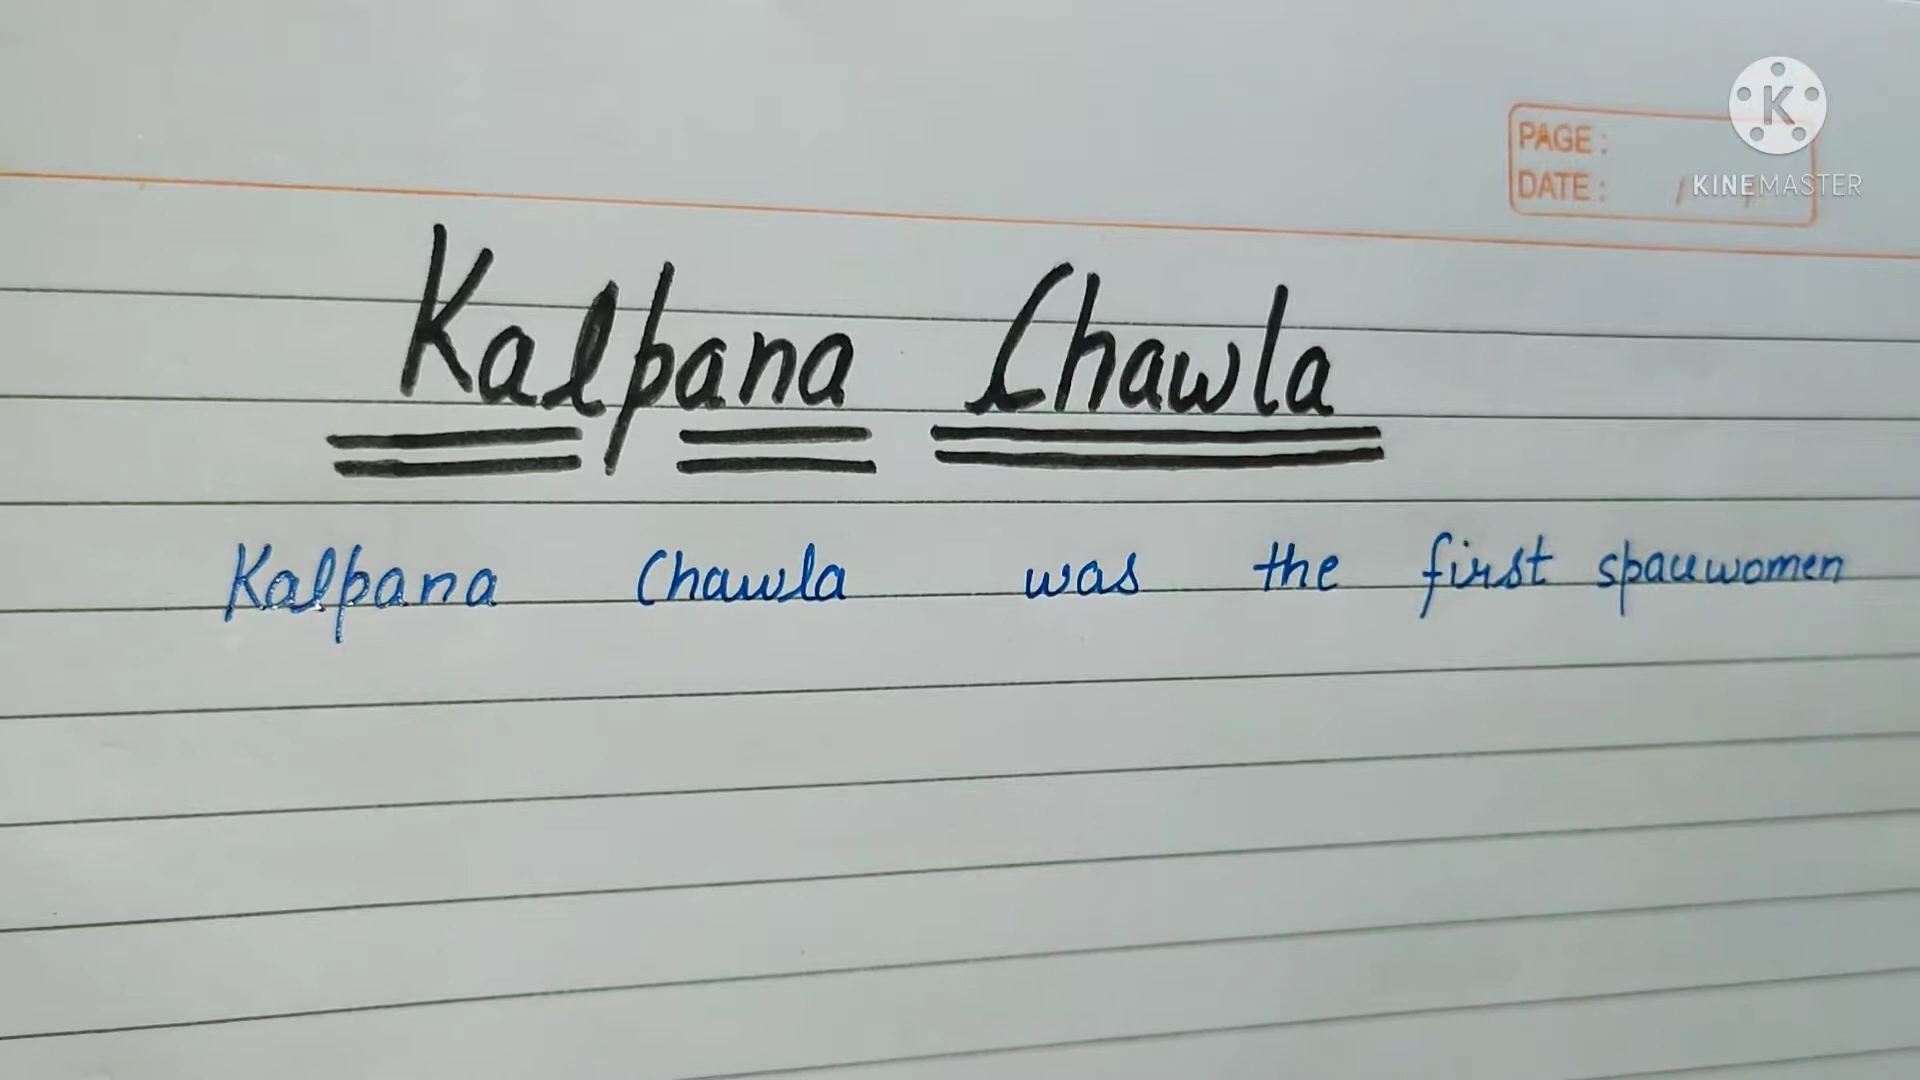 PAGE :
DATE : / /
KINEMASTER
Kalpana Chawla
Kalpana Chawla was the first spacewomen